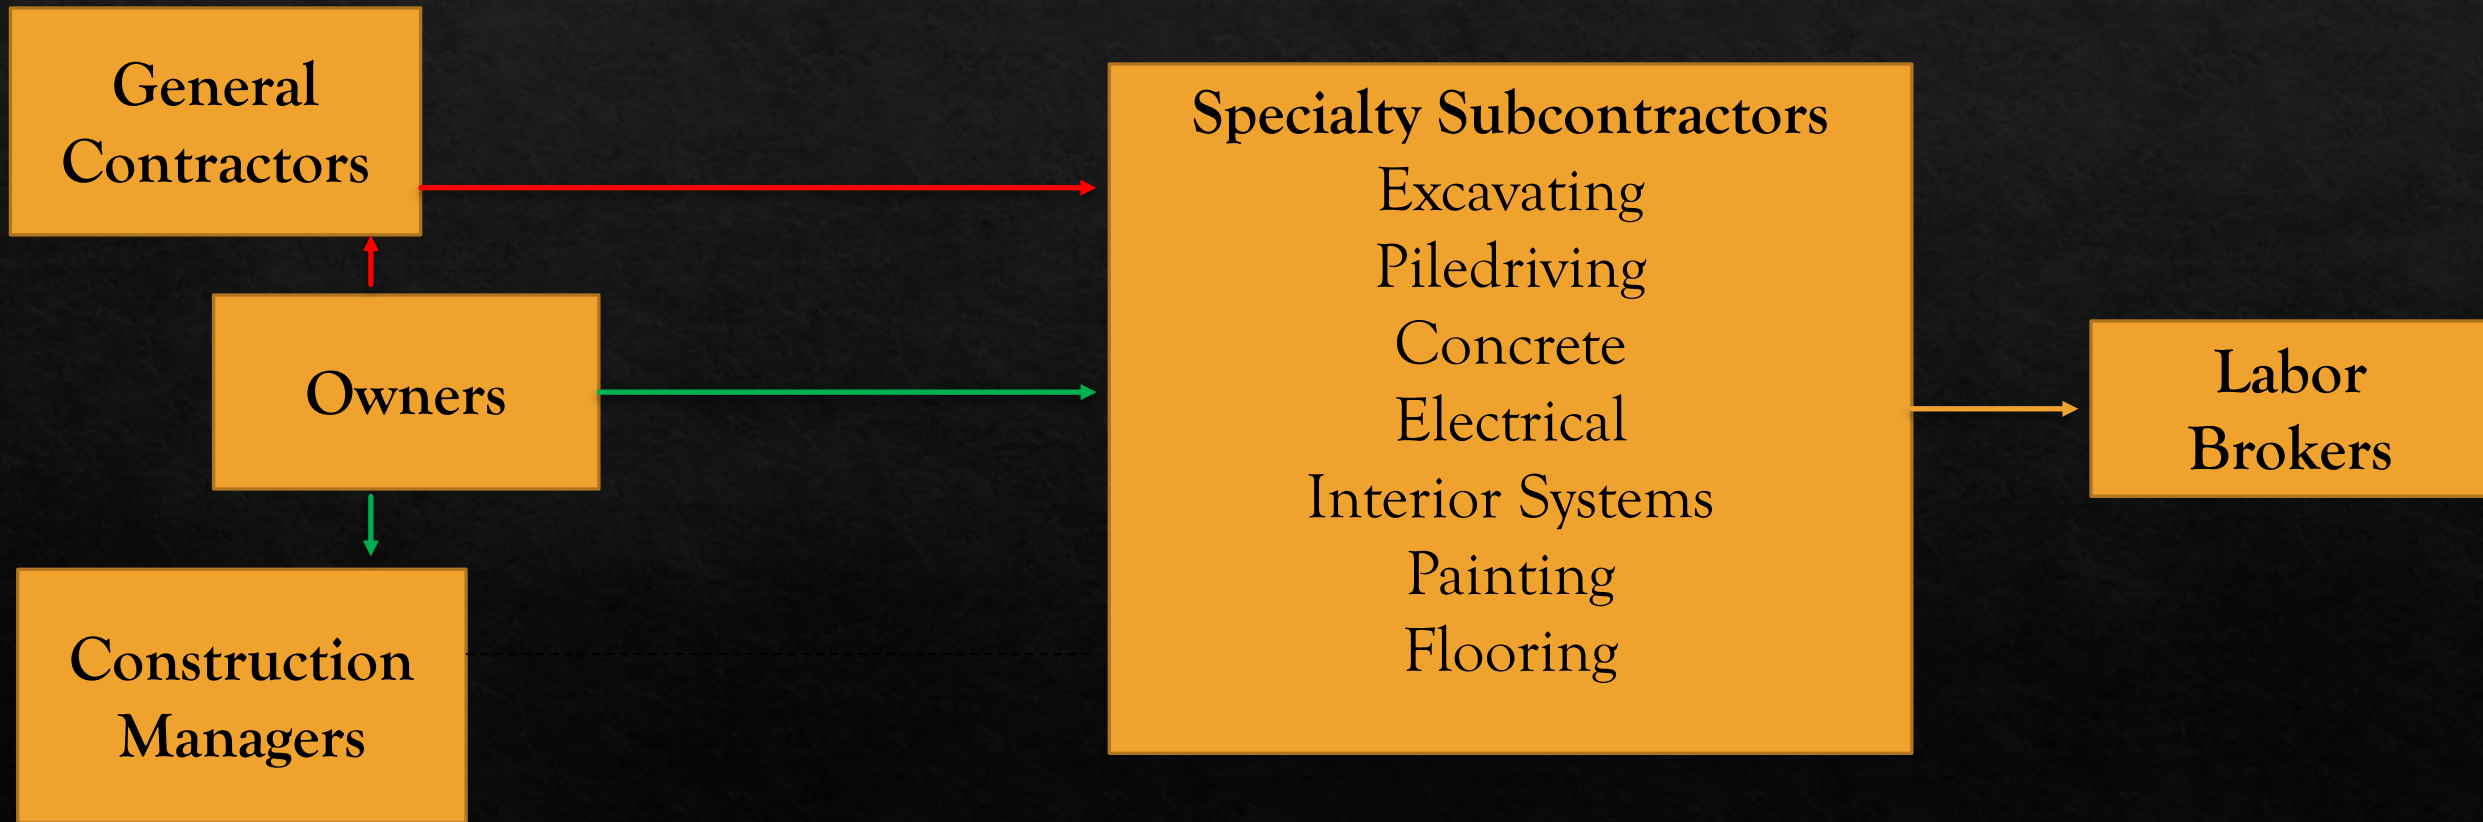 General
Contractors
Owners
Construction
Managers
Specialty Subcontractors
Excavating
Piledriving
Concrete
Electrical
Interior Systems
Painting
Flooring
Labor
Brokers